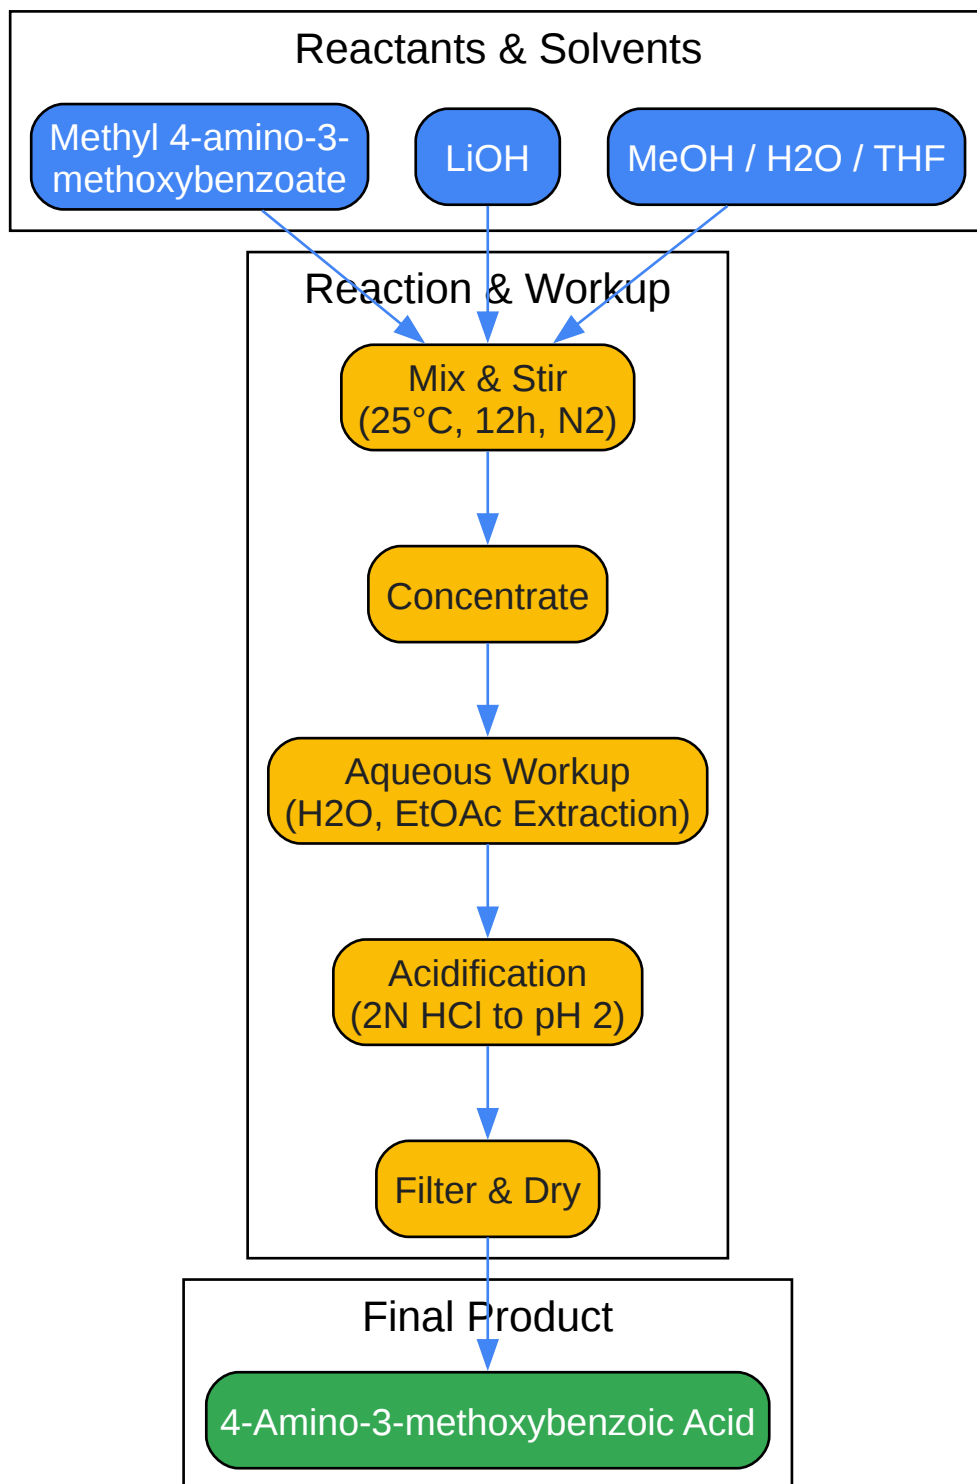 Reactants & Solvents
Methyl 4-amino-3-
methoxybenzoate
LiOH
MeOH / H2O / THF
Reaction & Workup
Mix & Stir
(25°C, 12h, N2)
Concentrate
Aqueous Workup
(H2O, EtOAc Extraction)
Acidification
(2N HCl to pH 2)
Filter & Dry
Final Product
4-Amino-3-methoxybenzoic Acid